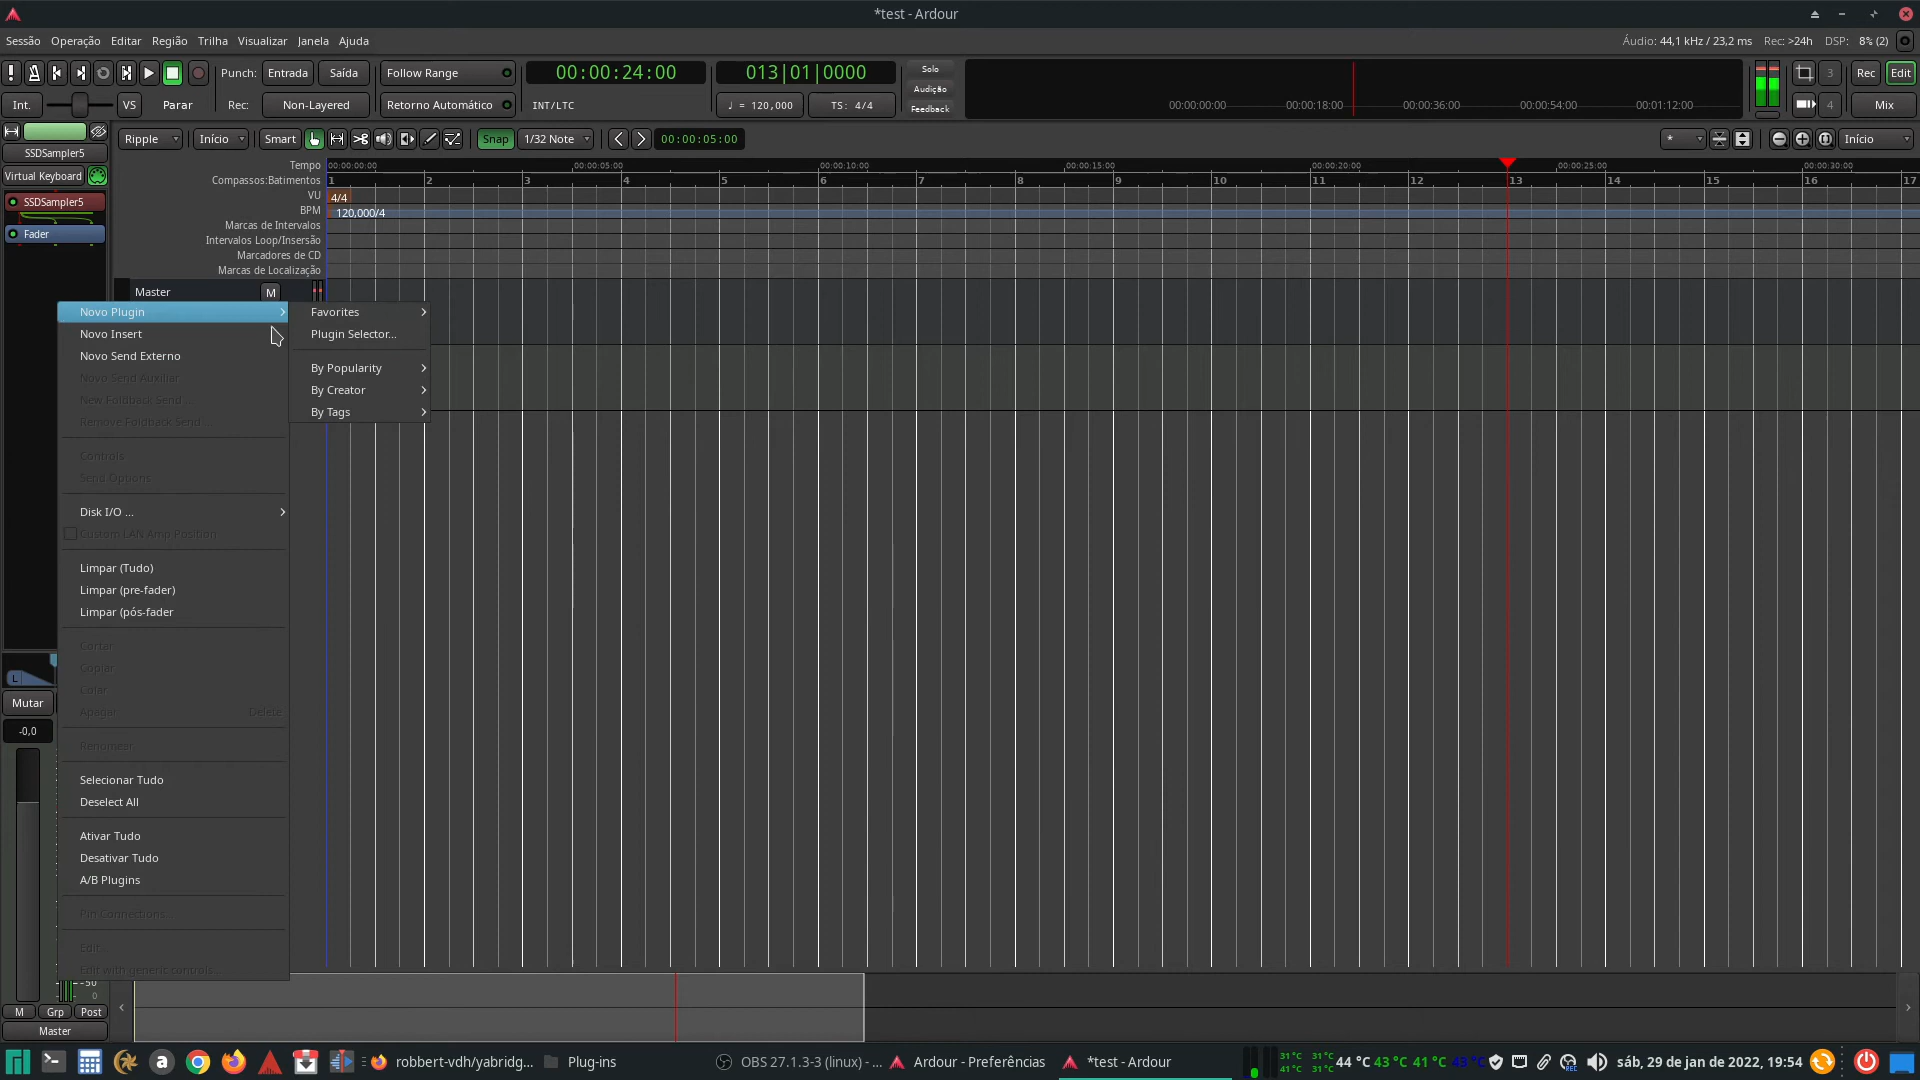 *test - Ardour
Sessão Operação Editar Região Trilha Visualizar Janela Ajuda
Áudio: 44,1 kHz / 23,2 ms Rec: >24h DSP: 8% (2)
Punch: Entrada Saída Follow Range 00:00:24:00 013|01|0000 Solo
Audição
Rec Edit
3
Int. VS Parar Rec: Non-Layered Retorno Automático INT/LTC ♩ = 120,000 TS: 4/4 Feedback
00:00:00:00 00:00:18:00 00:00:36:00 00:00:54:00 00:01:12:00
4 Mix
Ripple Início Smart Snap 1/32 Note 00:00:05:00 * Início
SSDSampler5
Virtual Keyboard
SSDSampler5
Fader
Tempo 00:00:00:00 00:00:05:00 00:00:10:00 00:00:15:00 00:00:20:00 00:00:25:00 00:00:30:00
Compassos:Batimentos 1 2 3 4 5 6 7 8 9 10 11 12 13 14 15 16 17
VU 4/4
BPM 120,000/4
Marcas de Intervalos
Intervalos Loop/Insersão
Marcadores de CD
Marcas de Localização
Master M
Novo Plugin
Novo Insert
Novo Send Externo
Novo Send Auxiliar
New Foldback Send ...
Remove Foldback Send
Controls
Send Options
Disk I/O ...
Custom LAN Amp Position
Limpar (Tudo)
Limpar (pre-fader)
Limpar (pós-fader
Cortar
Copiar
Colar
Apagar Delete
Renomear
Selecionar Tudo
Deselect All
Ativar Tudo
Desativar Tudo
A/B Plugins
Pin Connections...
Edit...
Edit with generic controls...
Favorites
Plugin Selector...
By Popularity
By Creator
By Tags
L
Mutar
-0,0
-50
0
M Grp Post
Master
robbert-vdh/yabridg... Plug-ins OBS 27.1.3-3 (linux) - ... Ardour - Preferências *test - Ardour
31°C 31°C
41°C 31°C
44 °C 43 °C 41 °C 43 °C
REC
sáb, 29 de jan de 2022, 19:54